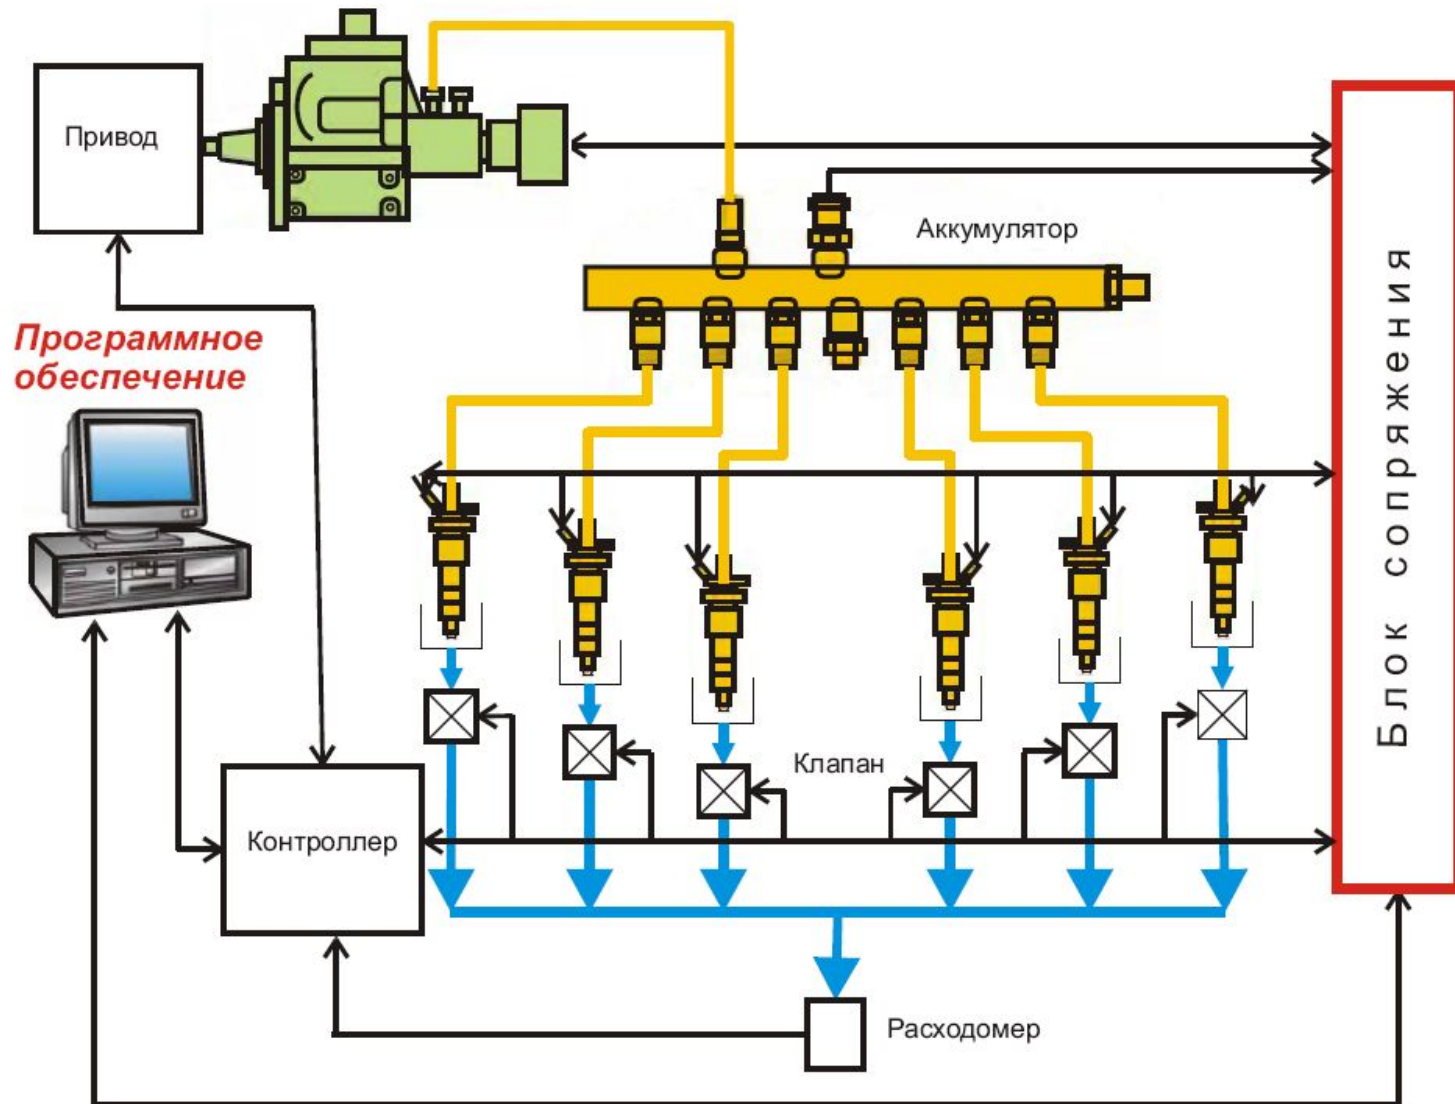 Привод
Аккумулятор
Программное
обеспечение
Блок сопряжения
Клапан
Контроллер
Расходомер